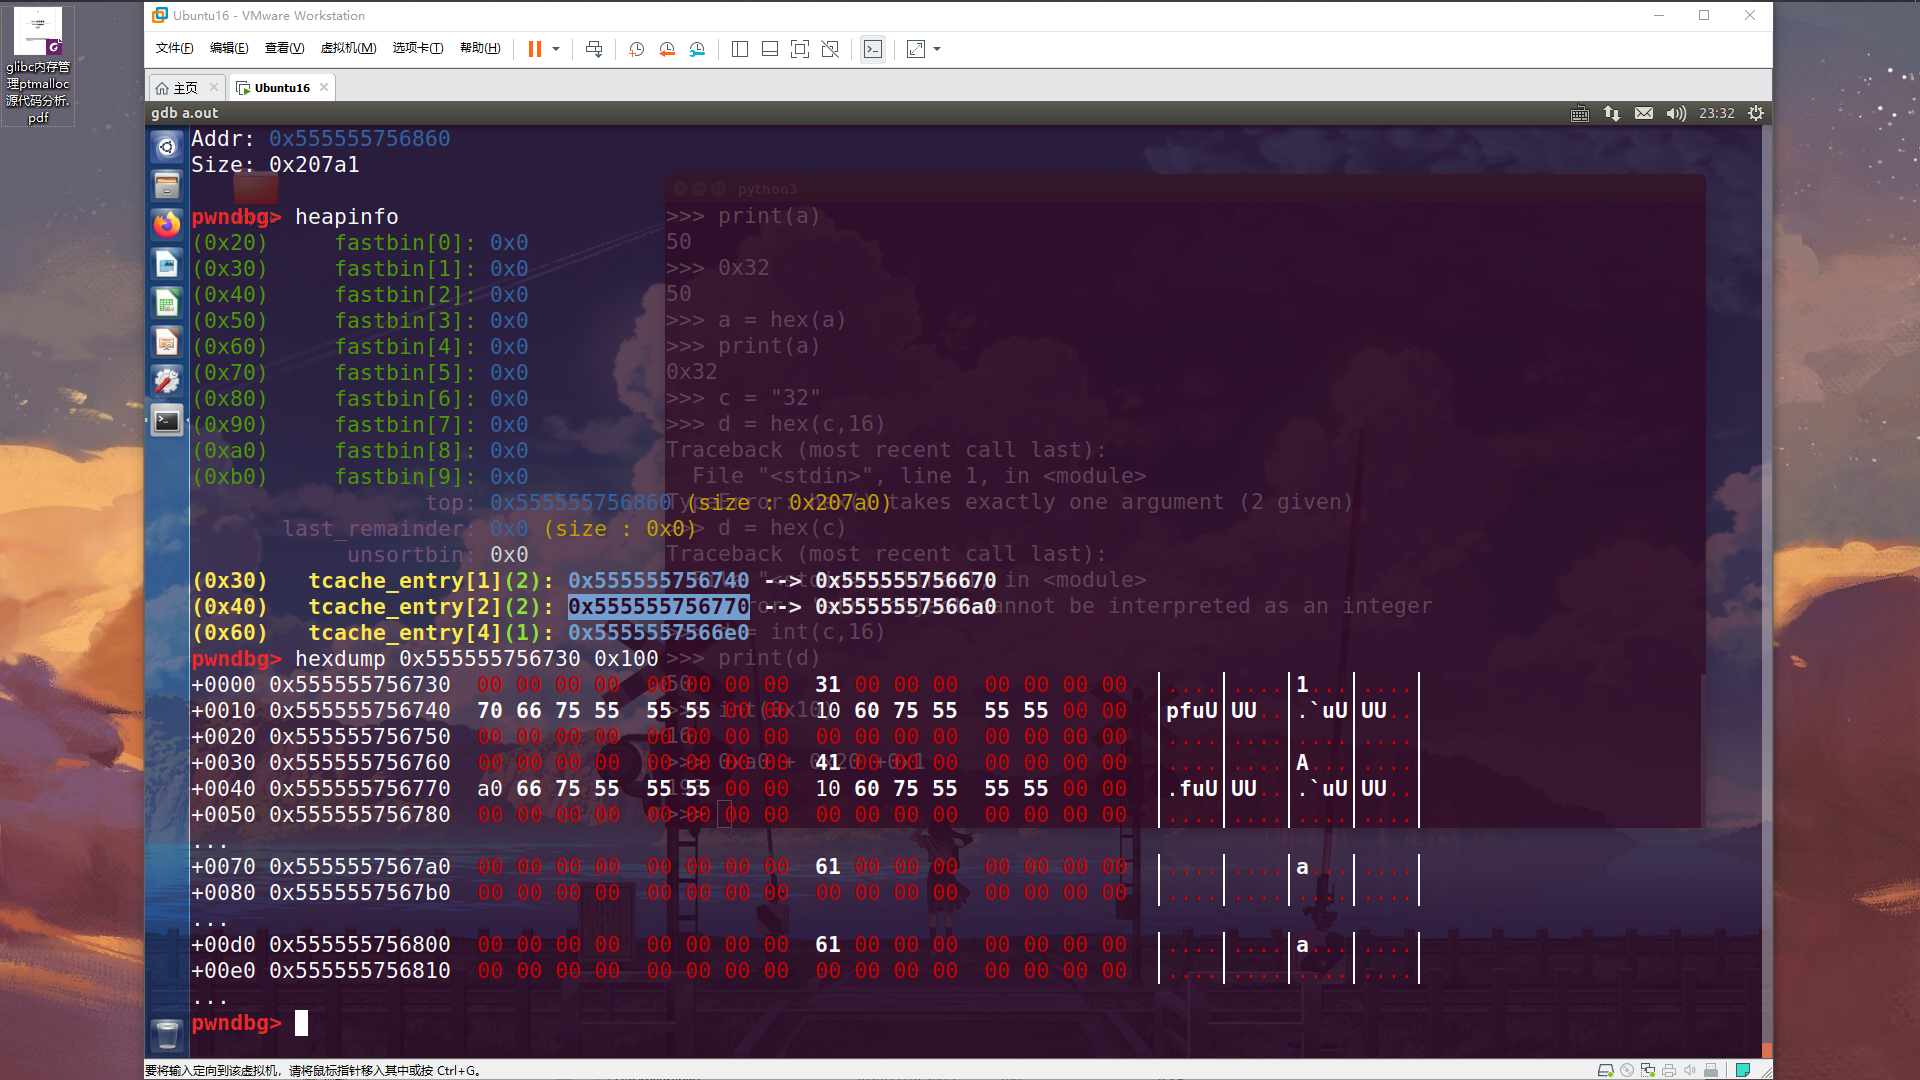 glibc内存管
理ptmalloc
源代码分析.
pdf
Ubuntu16 - VMware Workstation
文件(F) 编辑(E) 查看(V) 虚拟机(M) 选项卡(T) 帮助(H)
主页 Ubuntu16
gdb a.out
23:32
Addr: 0x555555756860
Size: 0x207a1
pwndbg> heapinfo
(0x20) fastbin[0]: 0x0
(0x30) fastbin[1]: 0x0
(0x40) fastbin[2]: 0x0
(0x50) fastbin[3]: 0x0
(0x60) fastbin[4]: 0x0
(0x70) fastbin[5]: 0x0
(0x80) fastbin[6]: 0x0
(0x90) fastbin[7]: 0x0
(0xa0) fastbin[8]: 0x0
(0xb0) fastbin[9]: 0x0
top: 0x555555756860 (size : 0x207a0)
last_remainder: 0x0 (size : 0x0)
unsortbin: 0x0
(0x30) tcache_entry[1](2): 0x555555756740 --> 0x555555756670
(0x40) tcache_entry[2](2): 0x555555756770 --> 0x5555557566a0
(0x60) tcache_entry[4](1): 0x5555557566e0
pwndbg> hexdump 0x555555756730 0x100
+0000 0x555555756730 00 00 00 00 00 00 00 00 31 00 00 00 00 00 00 00 |....|....|1...|....|
+0010 0x555555756740 70 66 75 55 55 55 00 00 10 60 75 55 55 55 00 00 |pfuU|UU..|.`uU|UU..|
+0020 0x555555756750 00 00 00 00 00 00 00 00 00 00 00 00 00 00 00 00 |....|....|....|....|
+0030 0x555555756760 00 00 00 00 00 00 00 00 41 00 00 00 00 00 00 00 |....|....|A...|....|
+0040 0x555555756770 a0 66 75 55 55 55 00 00 10 60 75 55 55 55 00 00 |.fuU|UU..|.`uU|UU..|
+0050 0x555555756780 00 00 00 00 00 00 00 00 00 00 00 00 00 00 00 00 |....|....|....|....|
...
+0070 0x5555557567a0 00 00 00 00 00 00 00 00 61 00 00 00 00 00 00 00 |....|....|a...|....|
+0080 0x5555557567b0 00 00 00 00 00 00 00 00 00 00 00 00 00 00 00 00 |....|....|....|....|
...
+00d0 0x555555756800 00 00 00 00 00 00 00 00 61 00 00 00 00 00 00 00 |....|....|a...|....|
+00e0 0x555555756810 00 00 00 00 00 00 00 00 00 00 00 00 00 00 00 00 |....|....|....|....|
...
pwndbg>
python3
>>> print(a)
50
>>> 0x32
50
>>> a = hex(a)
>>> print(a)
0x32
>>> c = "32"
>>> d = hex(c,16)
Traceback (most recent call last):
File "<stdin>", line 1, in <module>
TypeError: hex() takes exactly one argument (2 given)
>>> d = hex(c)
Traceback (most recent call last):
in <module>
cannot be interpreted as an integer
>>> d = int(c,16)
>>> print(d)
50
>>> int(0x10)
16
>>> 0xa0 + 0x20 +0x1
>>>
要将输入定向到该虚拟机，请将鼠标指针移入其中或按 Ctrl+G。